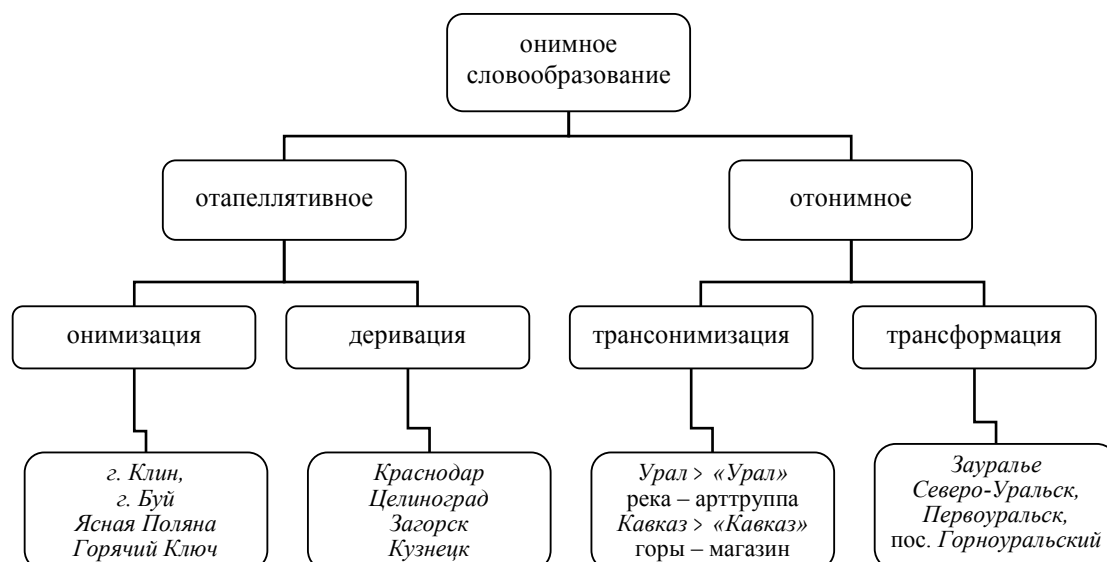 онимное
словообразование
отапеллятивное
отонимное
онимизация
деривация
трансонимизация
трансформация
г. Клин,
г. Буй
Ясная Поляна
Горячий Ключ
Краснодар
Целиноград
Загорск
Кузнецк
Урал > «Урал»
река – арттруппа
Кавказ > «Кавказ»
горы – магазин
Зауралье
Северо-Уральск,
Первоуральск,
пос. Горноуральский